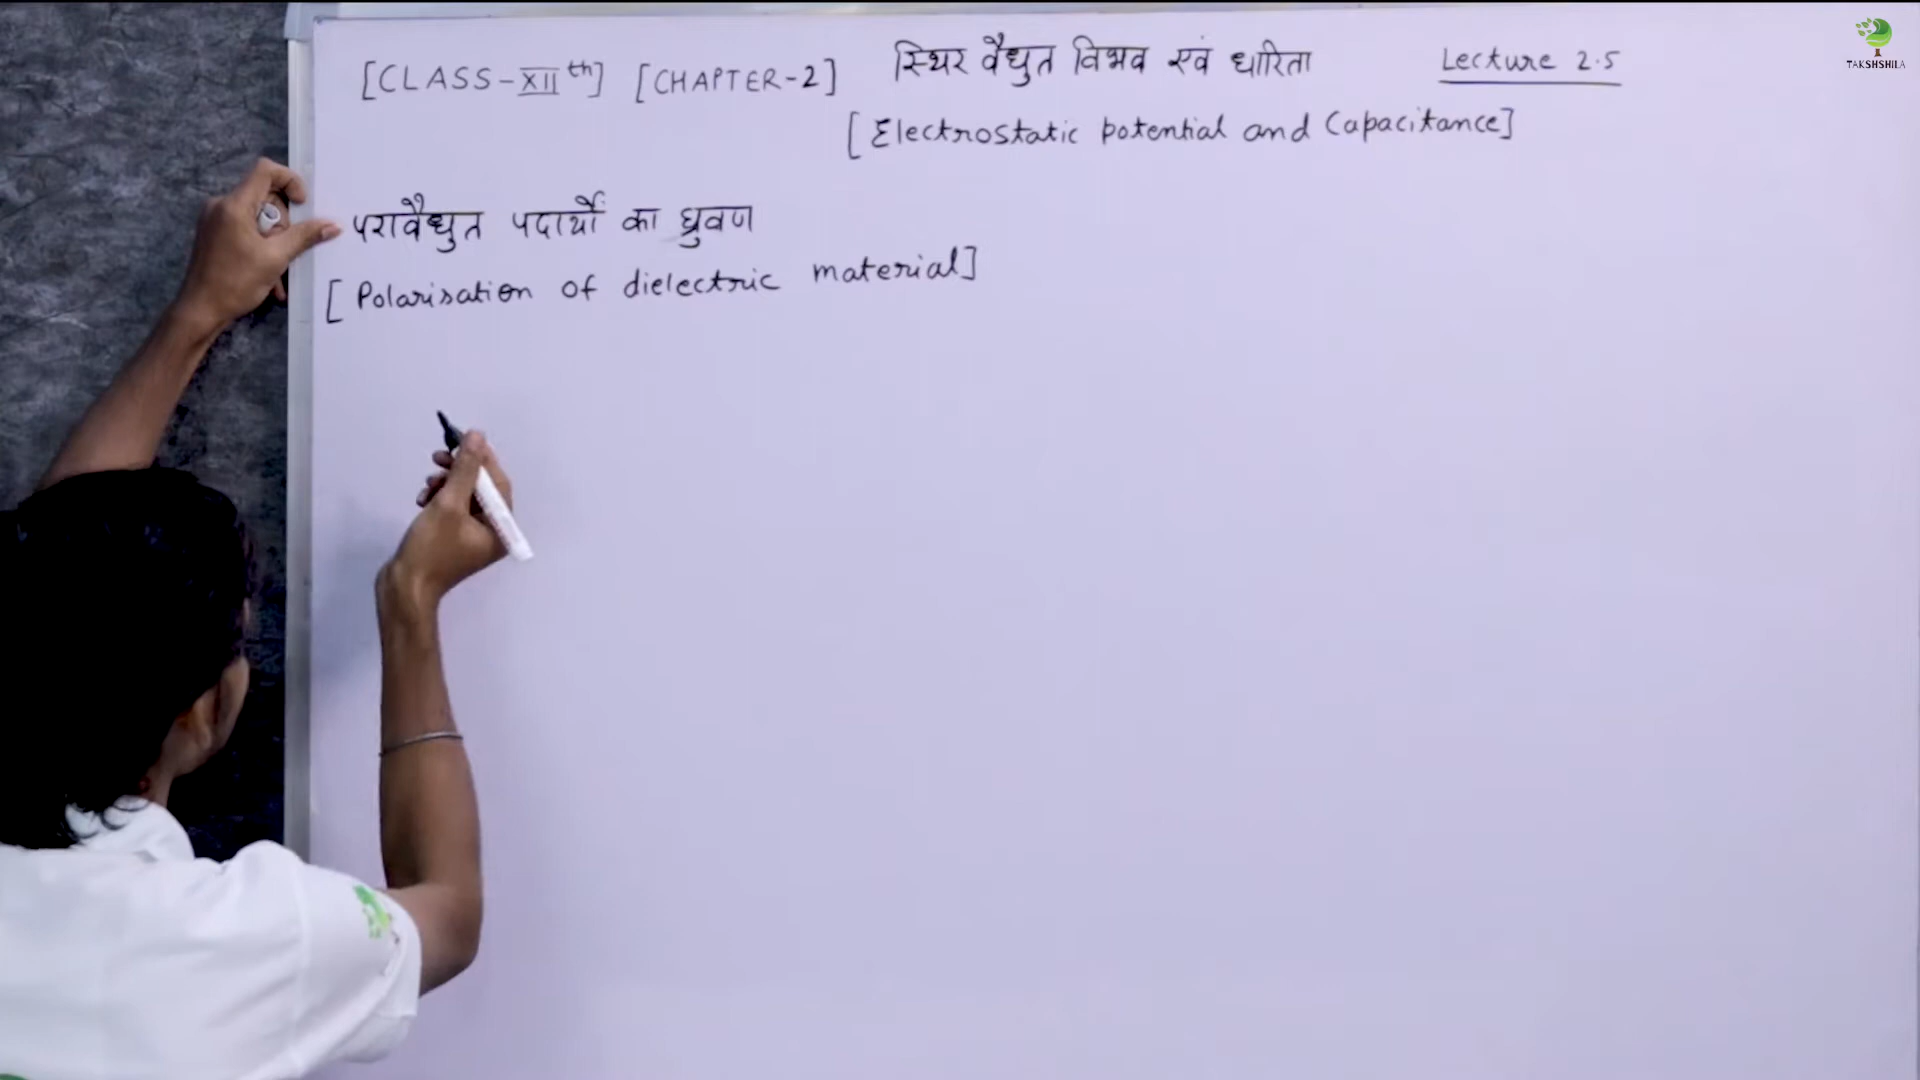 [CLASS-XII th] [CHAPTER-2] स्थिर वैद्युत विभव एवं धारिता Lecture 2.5
[Electrostatic potential and Capacitance]
परावैद्युत पदार्थों का ध्रुवण
[Polarisation of dielectric material]
TAKSHSHILA